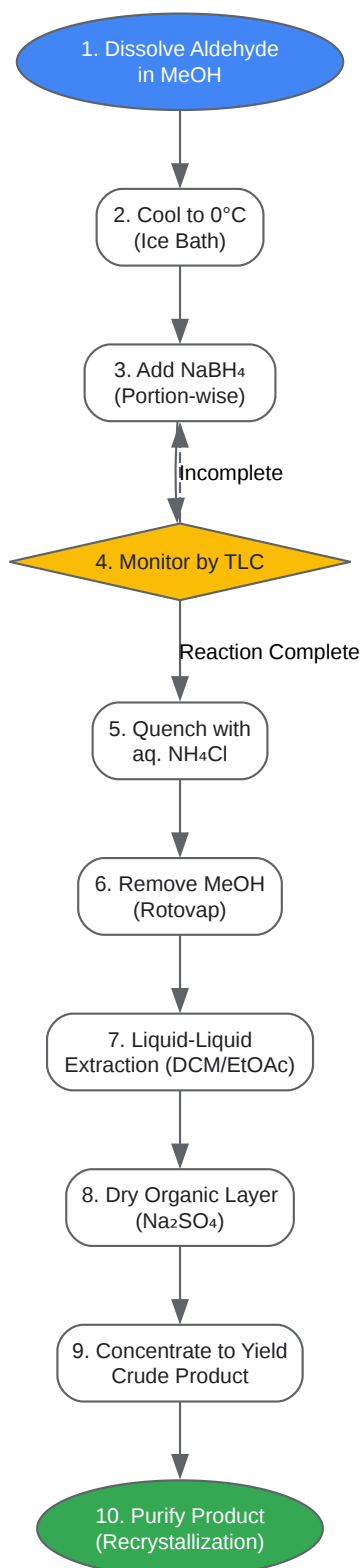 1. Dissolve Aldehyde
in MeOH
2. Cool to 0°C
(Ice Bath)
3. Add NaBH₄
(Portion-wise)
Incomplete
4. Monitor by TLC
Reaction Complete
5. Quench with
aq. NH₄Cl
6. Remove MeOH
(Rotovap)
7. Liquid-Liquid
Extraction (DCM/EtOAc)
8. Dry Organic Layer
(Na₂SO₄)
9. Concentrate to Yield
Crude Product
10. Purify Product
(Recrystallization)